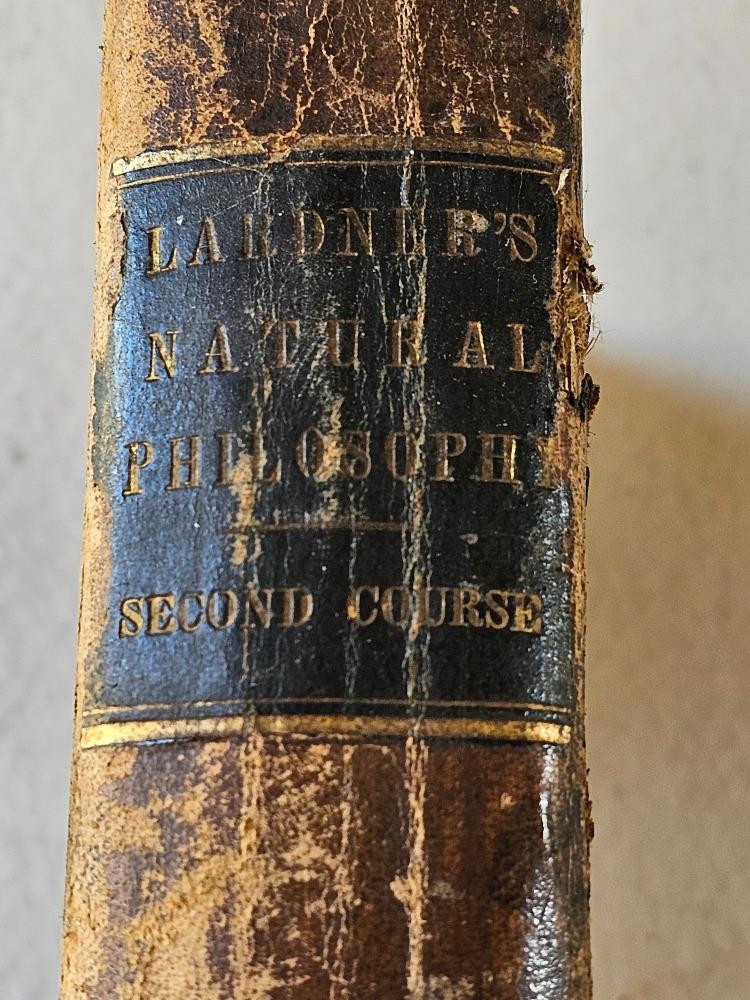 LARDNER'S
NATURAL
PHILOSOPHY
SECOND COURSE